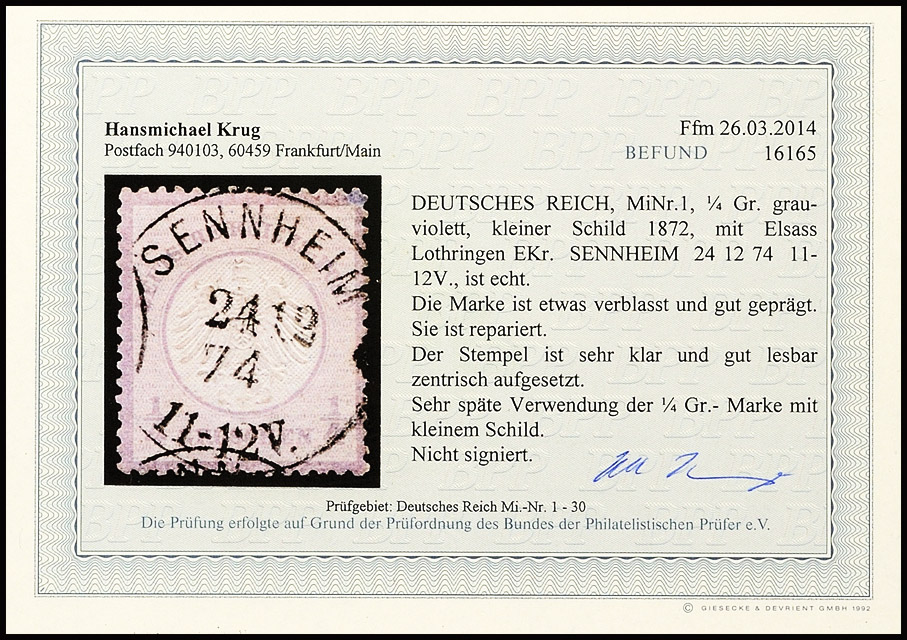 Hansmichael Krug
Postfach 940103, 60459 Frankfurt/Main
Ffm 26.03.2014
BEFUND 16165
SENNHEIM
24 12
74
11-12V.
DEUTSCHES REICH, MiNr.1, ¼ Gr. grau-
violett, kleiner Schild 1872, mit Elsass
Lothringen EKr. SENNHEIM 24 12 74 11-
12V., ist echt.
Die Marke ist etwas verblasst und gut geprägt.
Sie ist repariert.
Der Stempel ist sehr klar und gut lesbar
zentrisch aufgesetzt.
Sehr späte Verwendung der ¼ Gr.- Marke mit
kleinem Schild.
Nicht signiert.
Prüfgebiet: Deutsches Reich Mi.-Nr. 1 - 30
Die Prüfung erfolgte auf Grund der Prüfordnung des Bundes der Philatelistischen Prüfer e.V.
© GIESECKE & DEVRIENT GMBH 1992